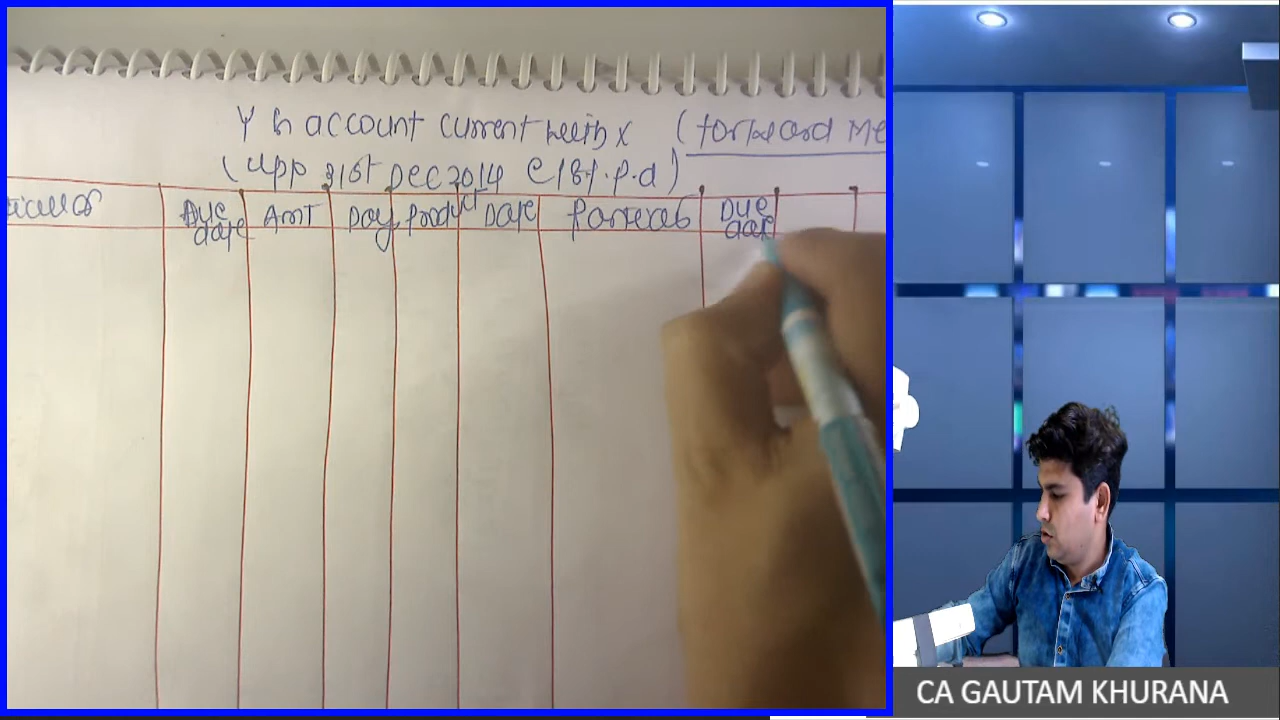 Y in account current with X (forward Me
(upp 31st Dec 2014 @ 18%.p.d)
Due date Amt Day Product Date Particulars Due date
CA GAUTAM KHURANA